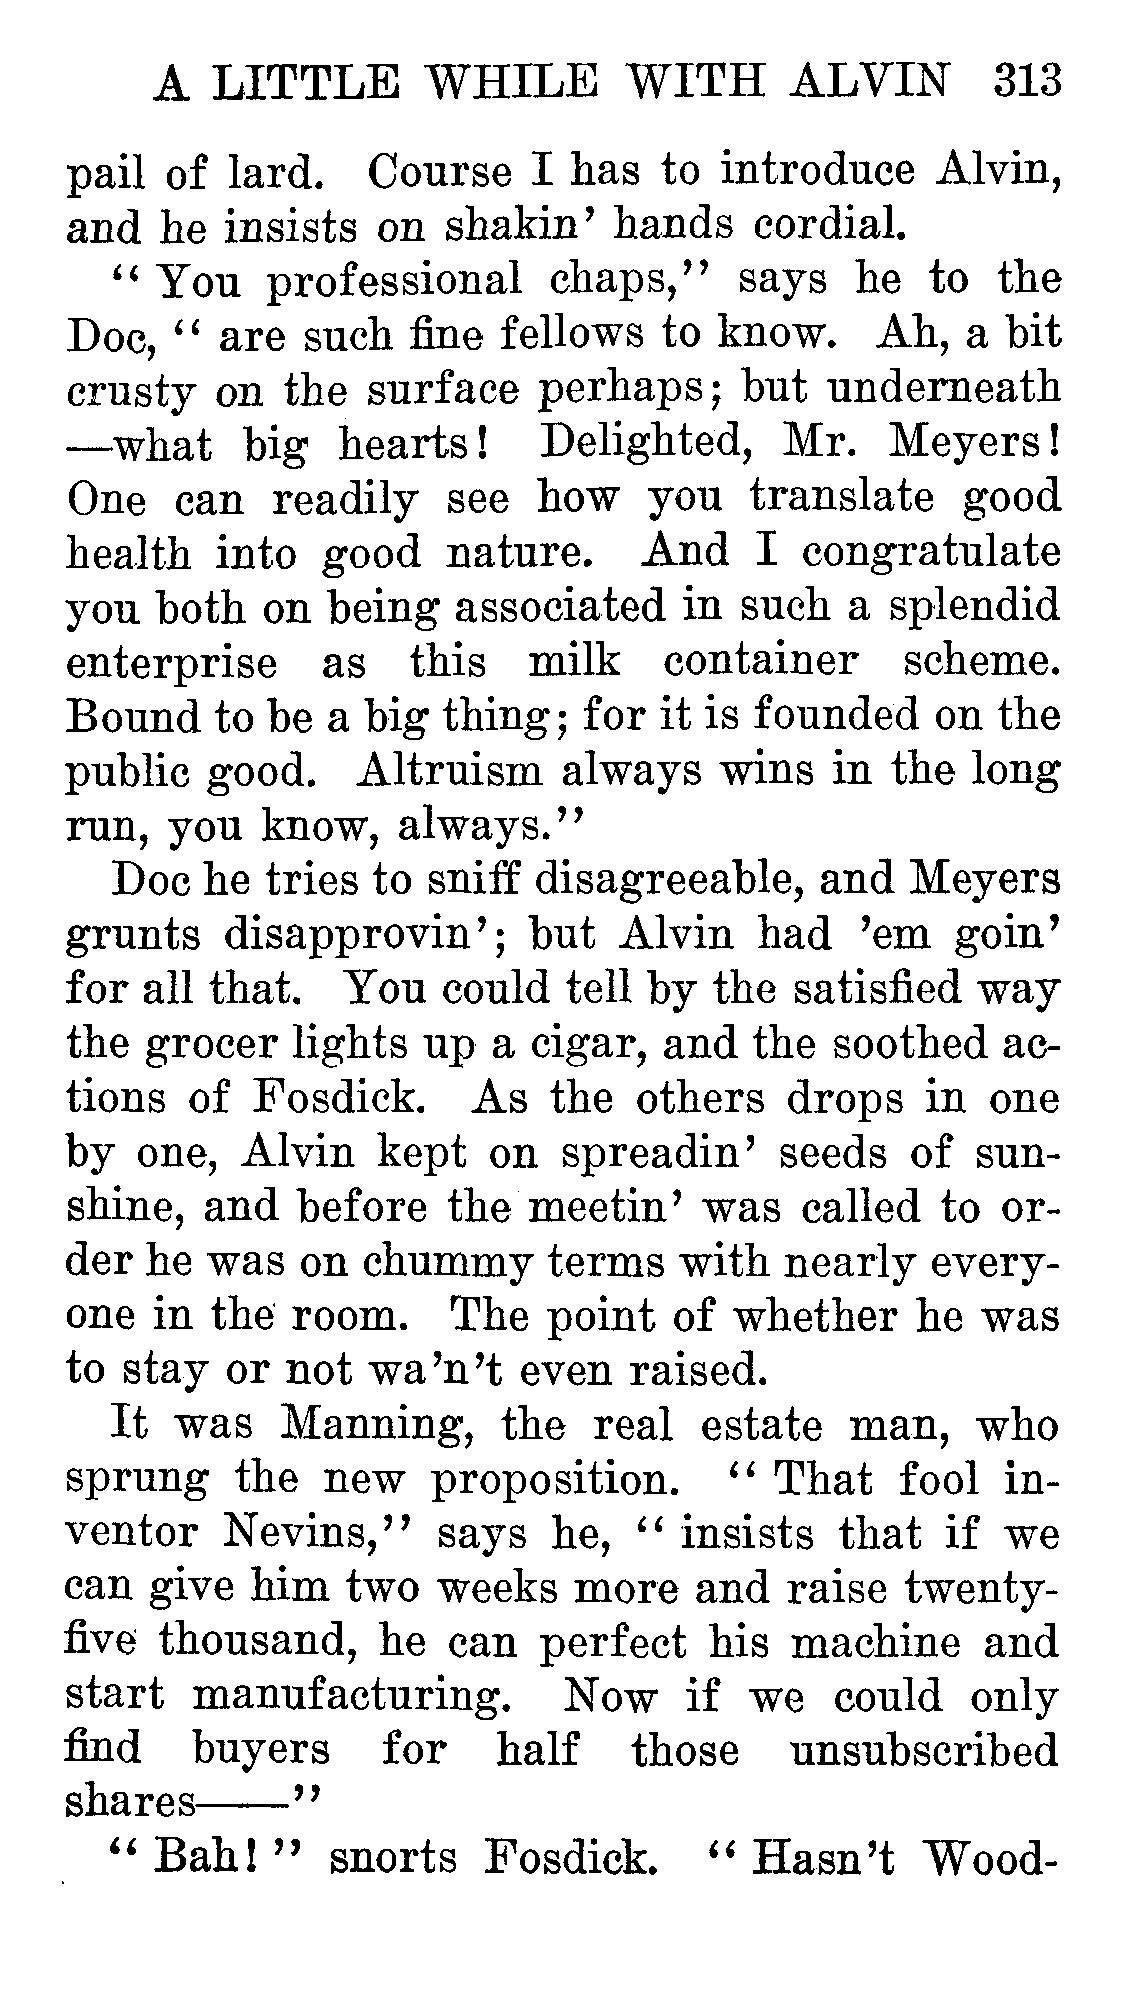 A LITTLE WHILE WITH ALVIN 313
pail of lard. Course I has to introduce Alvin,
and he insists on shakin' hands cordial.
"You professional chaps," says he to the
Doc, "are such fine fellows to know. Ah, a bit
crusty on the surface perhaps; but underneath
—what big hearts! Delighted, Mr. Meyers!
One can readily see how you translate good
health into good nature. And I congratulate
you both on being associated in such a splendid
enterprise as this milk container scheme.
Bound to be a big thing; for it is founded on the
public good. Altruism always wins in the long
run, you know, always."
Doc he tries to sniff disagreeable, and Meyers
grunts disapprovin'; but Alvin had 'em goin'
for all that. You could tell by the satisfied way
the grocer lights up a cigar, and the soothed ac-
tions of Fosdick. As the others drops in one
by one, Alvin kept on spreadin' seeds of sun-
shine, and before the meetin' was called to or-
der he was on chummy terms with nearly every-
one in the room. The point of whether he was
to stay or not wa'n't even raised.
It was Manning, the real estate man, who
sprung the new proposition. "That fool in-
ventor Nevins," says he, "insists that if we
can give him two weeks more and raise twenty-
five thousand, he can perfect his machine and
start manufacturing. Now if we could only
find buyers for half those unsubscribed
shares——"
"Bah!" snorts Fosdick. "Hasn't Wood-